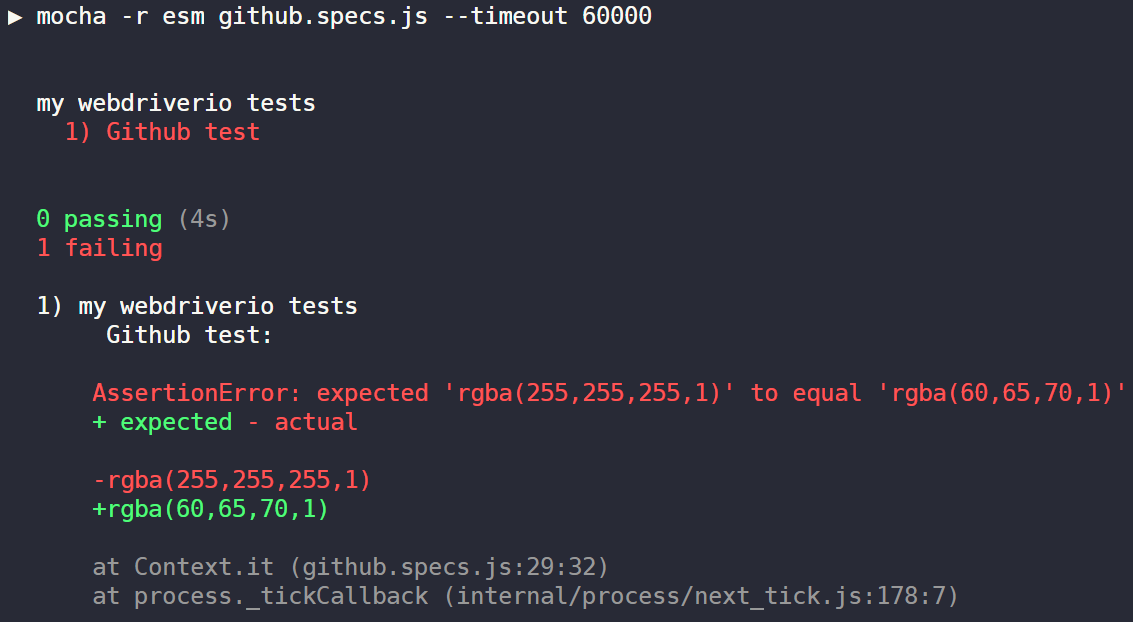 ▶ mocha -r esm github.specs.js --timeout 60000
my webdriverio tests
1) Github test
0 passing (4s)
1 failing
1) my webdriverio tests
Github test:
AssertionError: expected 'rgba(255,255,255,1)' to equal 'rgba(60,65,70,1)'
+ expected - actual
-rgba(255,255,255,1)
+rgba(60,65,70,1)
at Context.it (github.specs.js:29:32)
at process._tickCallback (internal/process/next_tick.js:178:7)